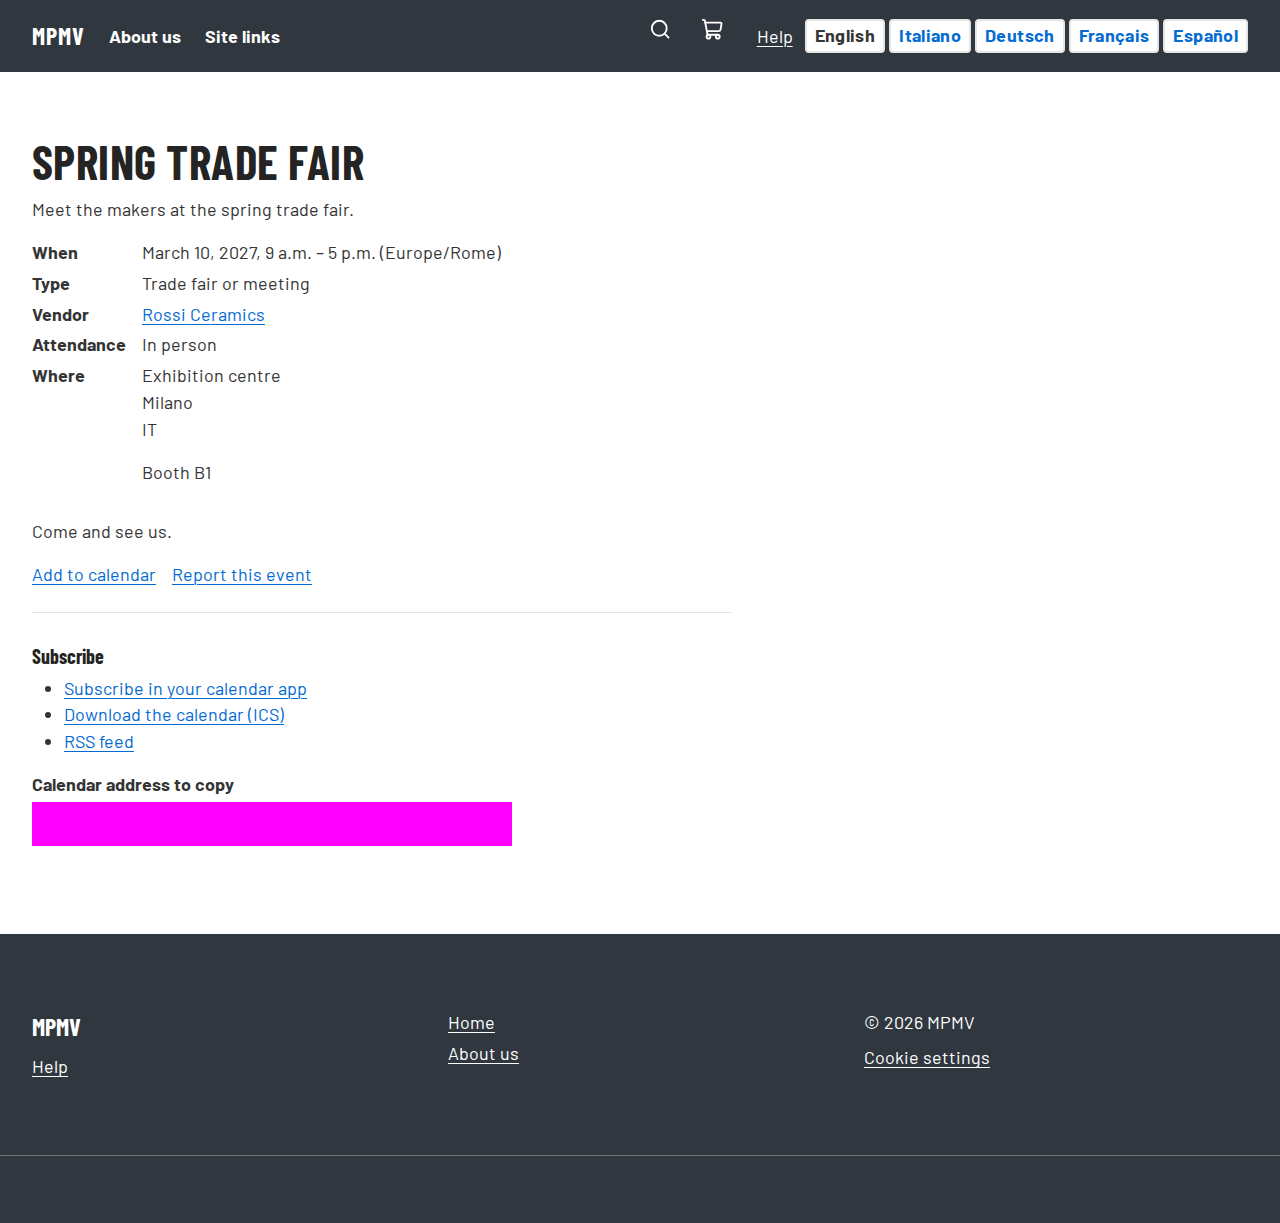 MPMV
About us
Site links
Help
English
Italiano
Deutsch
Français
Español
SPRING TRADE FAIR
Meet the makers at the spring trade fair.
When March 10, 2027, 9 a.m. – 5 p.m. (Europe/Rome)
Type Trade fair or meeting
Vendor Rossi Ceramics
Attendance In person
Where Exhibition centre
Milano
IT
Booth B1
Come and see us.
Add to calendar Report this event
Subscribe
Subscribe in your calendar app
Download the calendar (ICS)
RSS feed
Calendar address to copy
MPMV
Help
Home
About us
© 2026 MPMV
Cookie settings